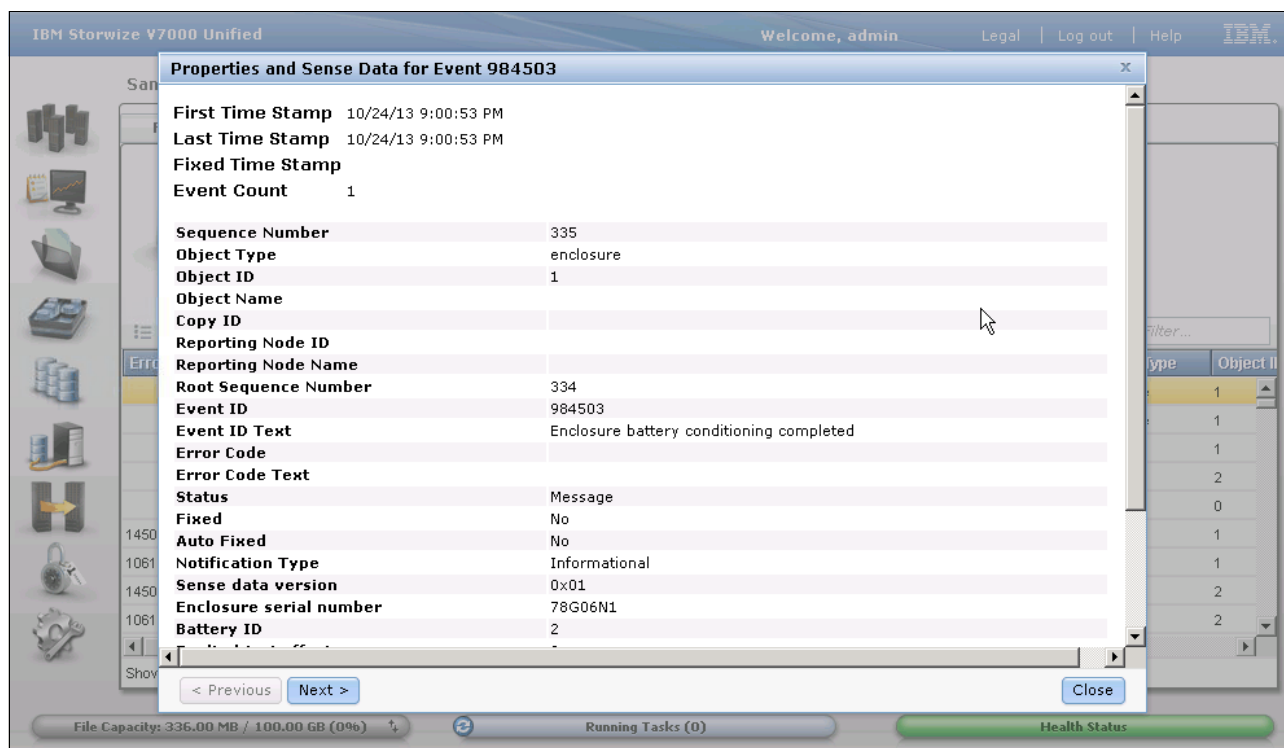 IBM Storwize V7000 Unified Welcome, admin Legal | Log out | Help IBM.
San
Properties and Sense Data for Event 984503 x
First Time Stamp 10/24/13 9:00:53 PM
Last Time Stamp 10/24/13 9:00:53 PM
Fixed Time Stamp
Event Count 1
Sequence Number 335
Object Type enclosure
Object ID 1
Object Name
Copy ID
Reporting Node ID
Filter...
Reporting Node Name
Erro ype Object I
Root Sequence Number 334
1
Event ID 984503
1
Event ID Text Enclosure battery conditioning completed
Error Code
1
Error Code Text
2
Status Message
0
Fixed No
1450 1
Auto Fixed No
1061 Notification Type Informational 1
Sense data version 0x01
1450 2
Enclosure serial number 78G06N1
1061 2
Battery ID 2
Show
< Previous Next > Close
File Capacity: 336.00 MB / 100.00 GB (0%) Running Tasks (0) Health Status